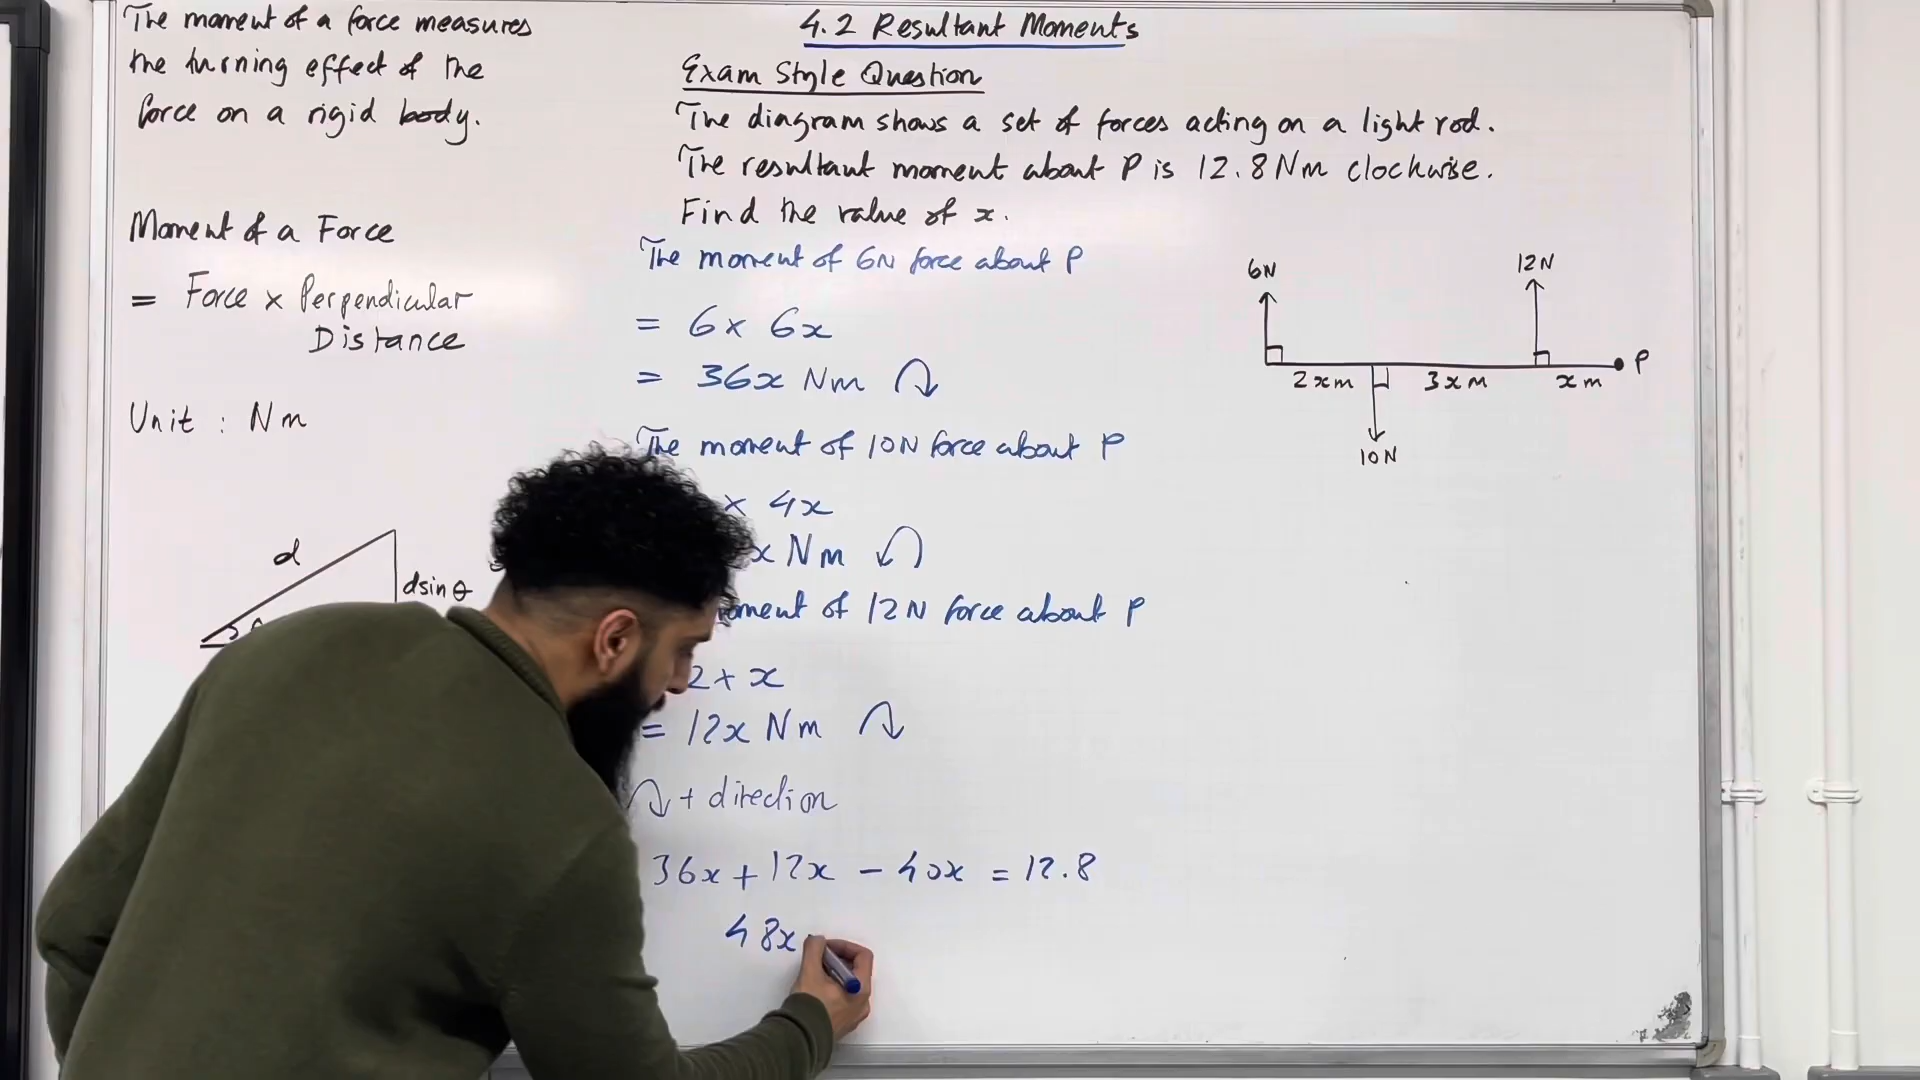 The moment of a force measures
the turning effect of the
force on a rigid body.
Moment of a Force
= Force × Perpendicular
Distance
Unit : Nm
d
dsinθ
4.2 Resultant Moments
Exam Style Question
The diagram shows a set of forces acting on a light rod.
The resultant moment about P is 12.8Nm clockwise.
Find the value of x.
The moment of 6N force about P
= 6 × 6x
= 36x Nm
The moment of 10N force about P
× 4x
x Nm
moment of 12N force about P
2 × x
= 12x Nm
+ direction
36x + 12x - 40x = 12.8
48x
6N
12N
2xm
3xm
xm
P
10N